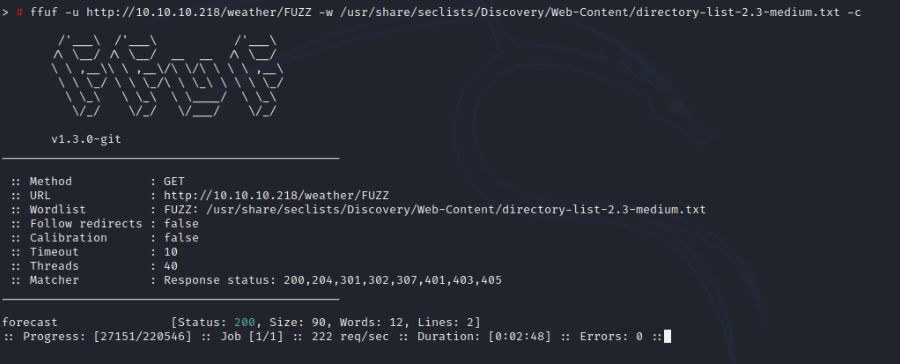 > # ffuf -u http://10.10.10.218/weather/FUZZ -w /usr/share/seclists/Discovery/Web-Content/directory-list-2.3-medium.txt -c
v1.3.0-git
:: Method : GET
:: URL : http://10.10.10.218/weather/FUZZ
:: Wordlist : FUZZ: /usr/share/seclists/Discovery/Web-Content/directory-list-2.3-medium.txt
:: Follow redirects : false
:: Calibration : false
:: Timeout : 10
:: Threads : 40
:: Matcher : Response status: 200,204,301,302,307,401,403,405
forecast [Status: 200, Size: 90, Words: 12, Lines: 2]
:: Progress: [27151/220546] :: Job [1/1] :: 222 req/sec :: Duration: [0:02:48] :: Errors: 0 ::